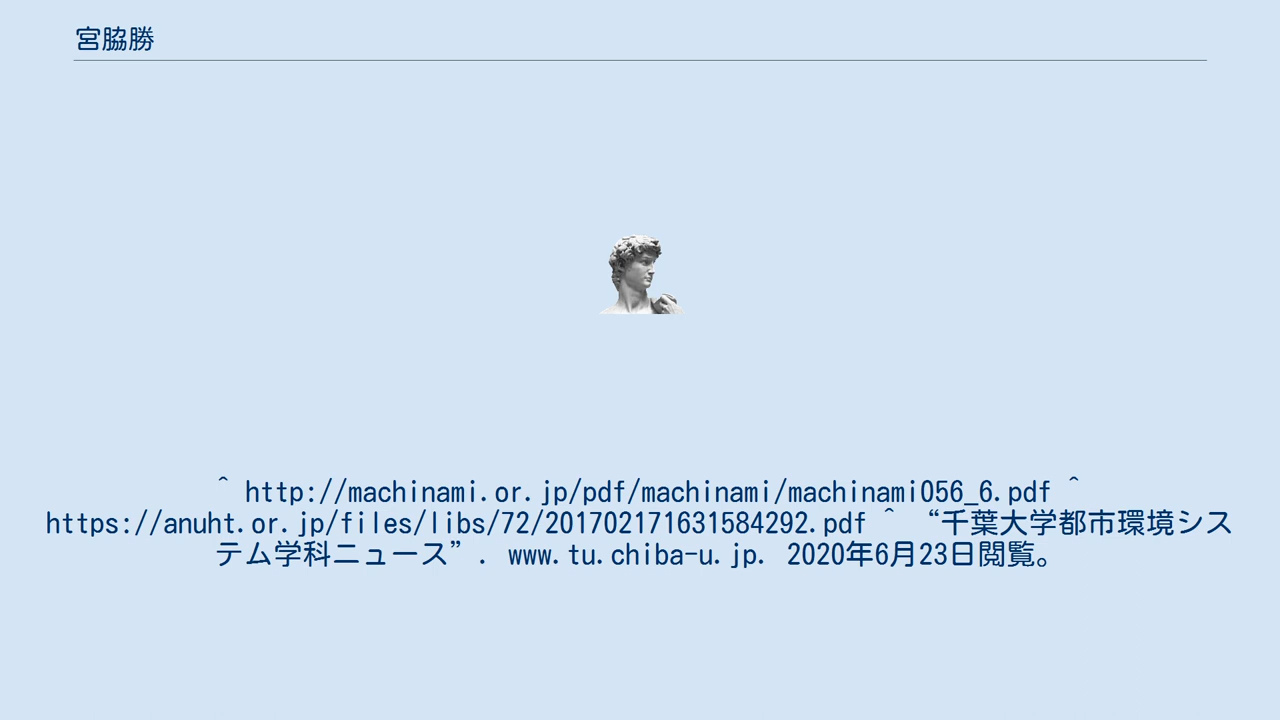 宮脇勝
^ http://machinami.or.jp/pdf/machinami/machinami056_6.pdf ^
https://anuht.or.jp/files/libs/72/201702171631584292.pdf ^ “千葉大学都市環境シス
テム学科ニュース”. www.tu.chiba-u.jp. 2020年6月23日閲覧。